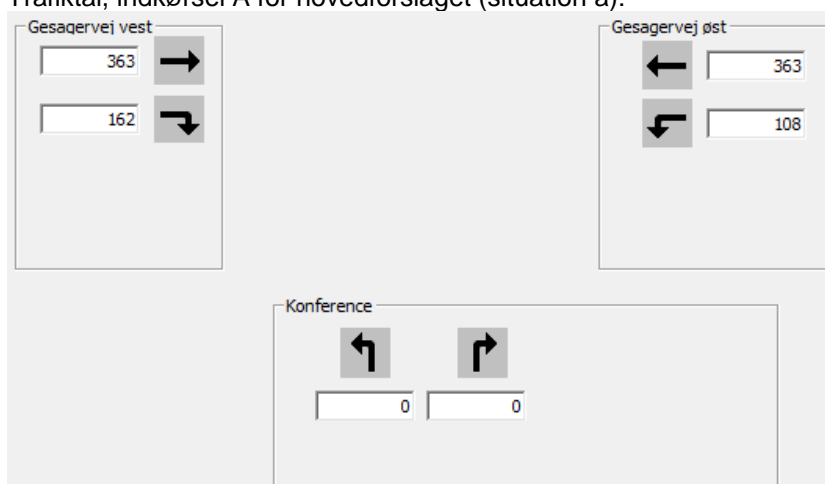 Trafiktal, indkørsel A for hovedforslaget (situation a):
Gesagervej vest
Gesagervej øst
363
363
162
108
Konference
0 0